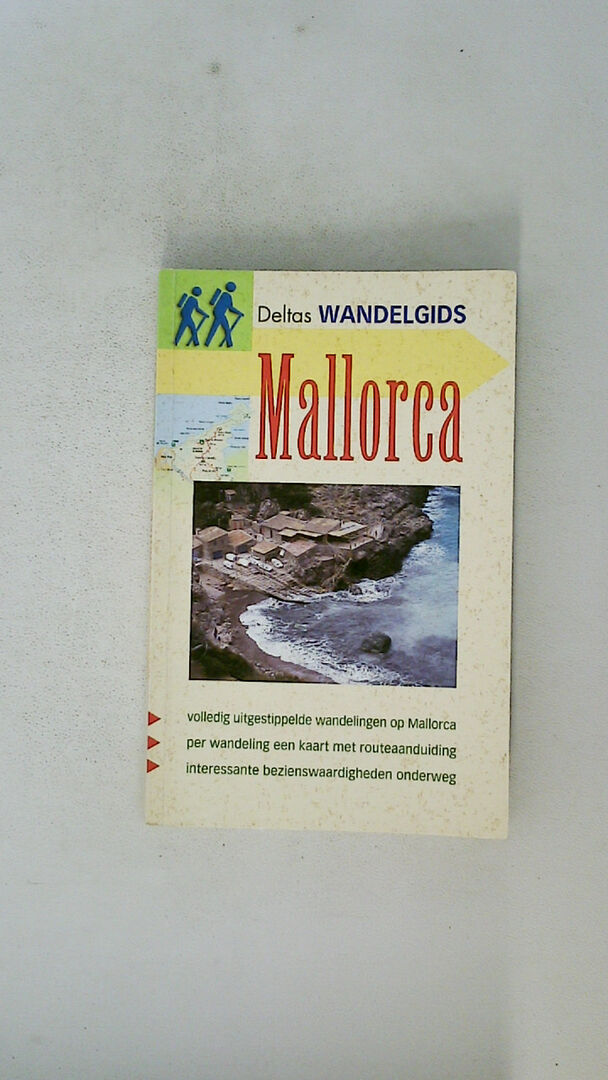 Deltas WANDELGIDS
Mallorca
volledig uitgestippelde wandelingen op Mallorca
per wandeling een kaart met routeaanduiding
interessante bezienswaardigheden onderweg